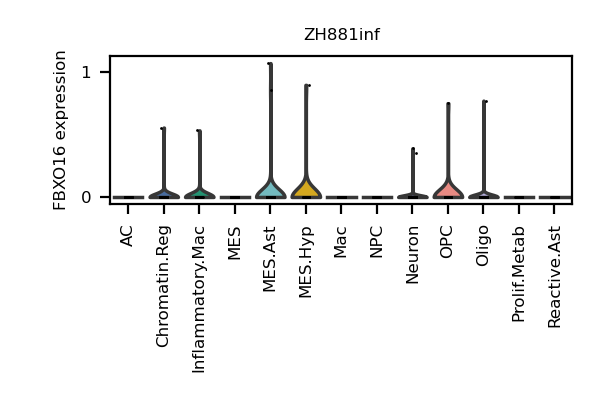 ZH881inf
FBXO16 expression
1
0
AC
Chromatin.Reg
Inflammatory.Mac
MES
MES.Ast
MES.Hyp
Mac
NPC
Neuron
OPC
Oligo
Prolif.Metab
Reactive.Ast